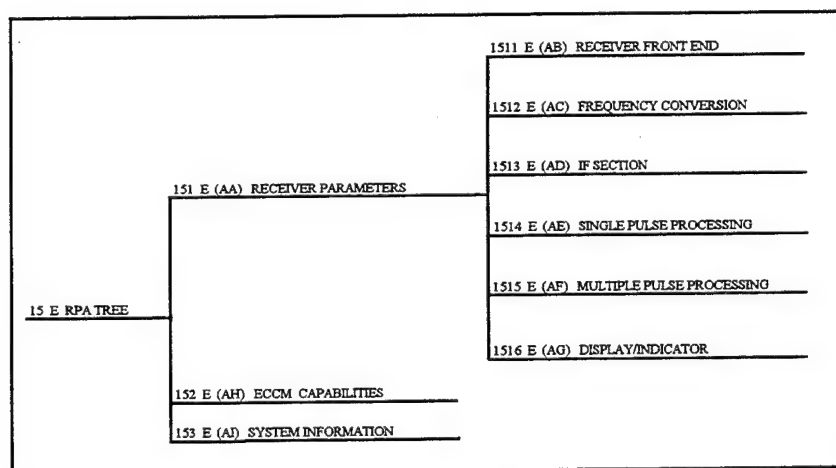 1511 E (AB) RECEIVER FRONT END
1512 E (AC) FREQUENCY CONVERSION
1513 E (AD) IF SECTION
151 E (AA) RECEIVER PARAMETERS
1514 E (AE) SINGLE PULSE PROCESSING
1515 E (AF) MULTIPLE PULSE PROCESSING
15 E RPA TREE
1516 E (AG) DISPLAY/INDICATOR
152 E (AH) ECCM CAPABILITIES
153 E (AI) SYSTEM INFORMATION